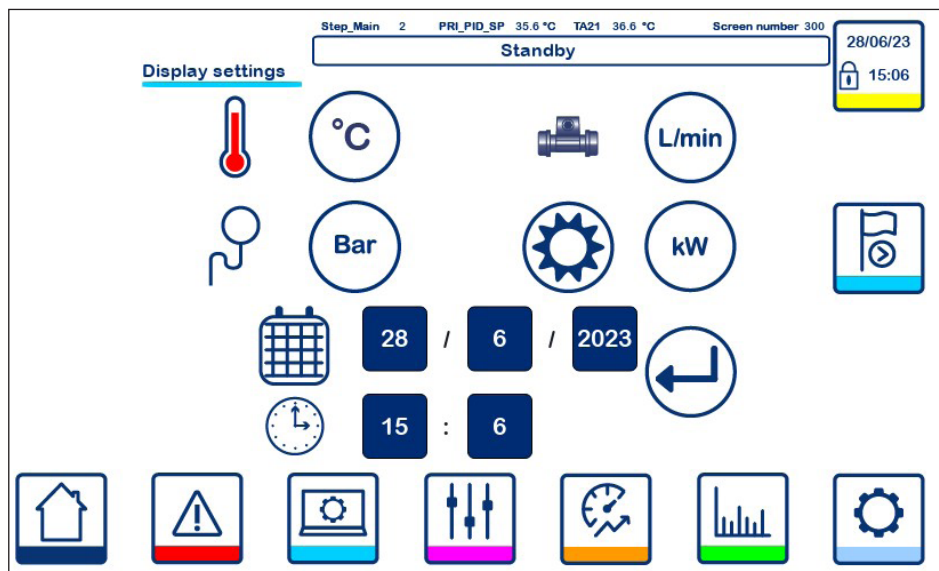 Step_Main 2 PRI_PID_SP 35.6 °C TA21 36.6 °C Screen number 300
Standby
28/06/23
15:06
Display settings
°C
L/min
Bar
kW
28 / 6 / 2023
15 : 6